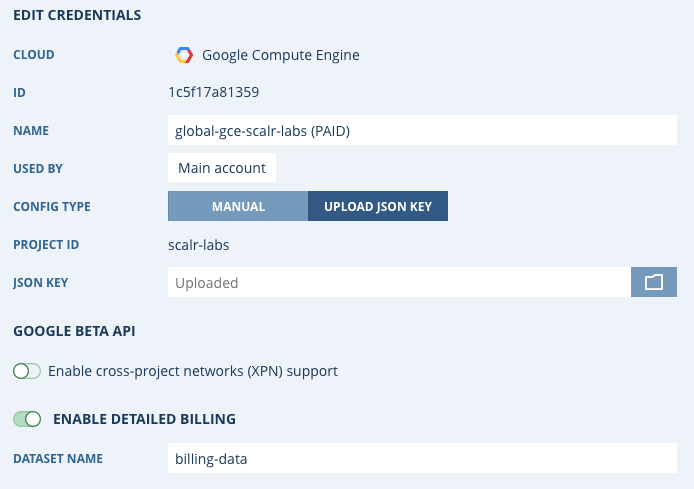 EDIT CREDENTIALS
CLOUD Google Compute Engine
ID 1c5f17a81359
NAME global-gce-scalr-labs (PAID)
USED BY Main account
CONFIG TYPE MANUAL UPLOAD JSON KEY
PROJECT ID scalr-labs
JSON KEY Uploaded
GOOGLE BETA API
Enable cross-project networks (XPN) support
ENABLE DETAILED BILLING
DATASET NAME billing-data